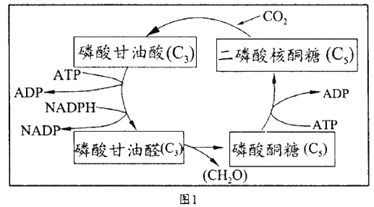 CO₂
磷酸甘油酸(C₃)
二磷酸核酮糖(C₅)
ATP
ADP
NADPH
NADP
ADP
ATP
磷酸甘油醛(C₃)
磷酸酮糖(C₅)
(CH₂O)
图1